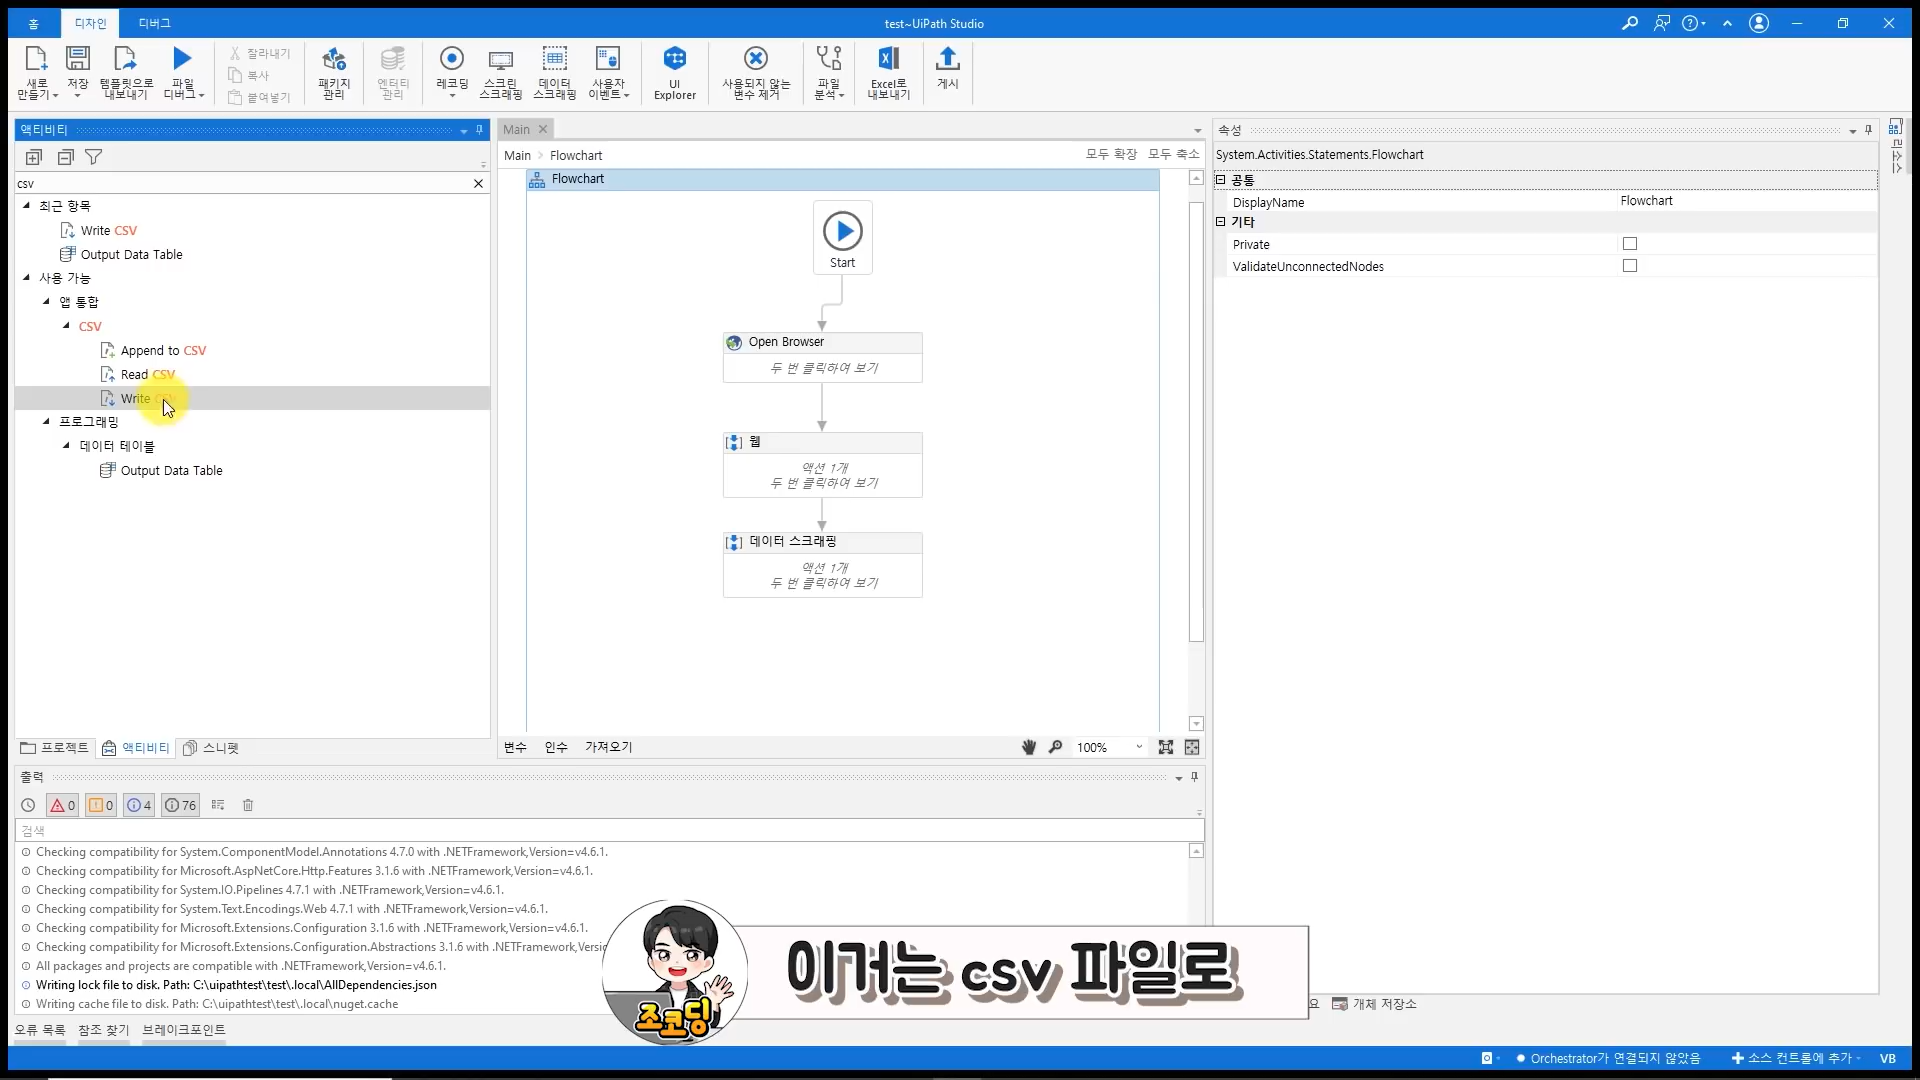 홈
디자인
디버그
test~UiPath Studio
새로 만들기
저장
템플릿으로 내보내기
파일 디버그
잘라내기
복사
붙여넣기
패키지 관리
엔터티 관리
레코딩
스크린 스크래핑
데이터 스크래핑
사용자 이벤트
UI Explorer
사용되지 않는 변수 제거
파일 분석
Excel로 내보내기
게시
액티비티
csv
최근 항목
Write CSV
Output Data Table
사용 가능
앱 통합
CSV
Append to CSV
Read CSV
Write
프로그래밍
데이터 테이블
Output Data Table
프로젝트
액티비티
스니펫
Main
Main > Flowchart
모두 확장
모두 축소
Flowchart
Start
Open Browser
두 번 클릭하여 보기
웹
액션 1개
두 번 클릭하여 보기
데이터 스크래핑
액션 1개
두 번 클릭하여 보기
변수
인수
가져오기
100%
속성
System.Activities.Statements.Flowchart
공통
DisplayName
Flowchart
기타
Private
ValidateUnconnectedNodes
리소스
출력
0
0
4
76
검색
Checking compatibility for System.ComponentModel.Annotations 4.7.0 with .NETFramework,Version=v4.6.1.
Checking compatibility for Microsoft.AspNetCore.Http.Features 3.1.6 with .NETFramework,Version=v4.6.1.
Checking compatibility for System.IO.Pipelines 4.7.1 with .NETFramework,Version=v4.6.1.
Checking compatibility for System.Text.Encodings.Web 4.7.1 with .NETFramework,Version=v4.6.1.
Checking compatibility for Microsoft.Extensions.Configuration 3.1.6 with .NETFramework,Version=v4.6.1.
Checking compatibility for Microsoft.Extensions.Configuration.Abstractions 3.1.6 with .NETFramework,Versio
All packages and projects are compatible with .NETFramework,Version=v4.6.1.
Writing lock file to disk. Path: C:\uipathtest\test\.local\AllDependencies.json
Writing cache file to disk. Path: C:\uipathtest\test\.local\nuget.cache
조코딩
이거는 csv 파일로
요
개체 저장소
오류 목록
참조 찾기
브레이크포인트
Orchestrator가 연결되지 않았음
소스 컨트롤에 추가
VB